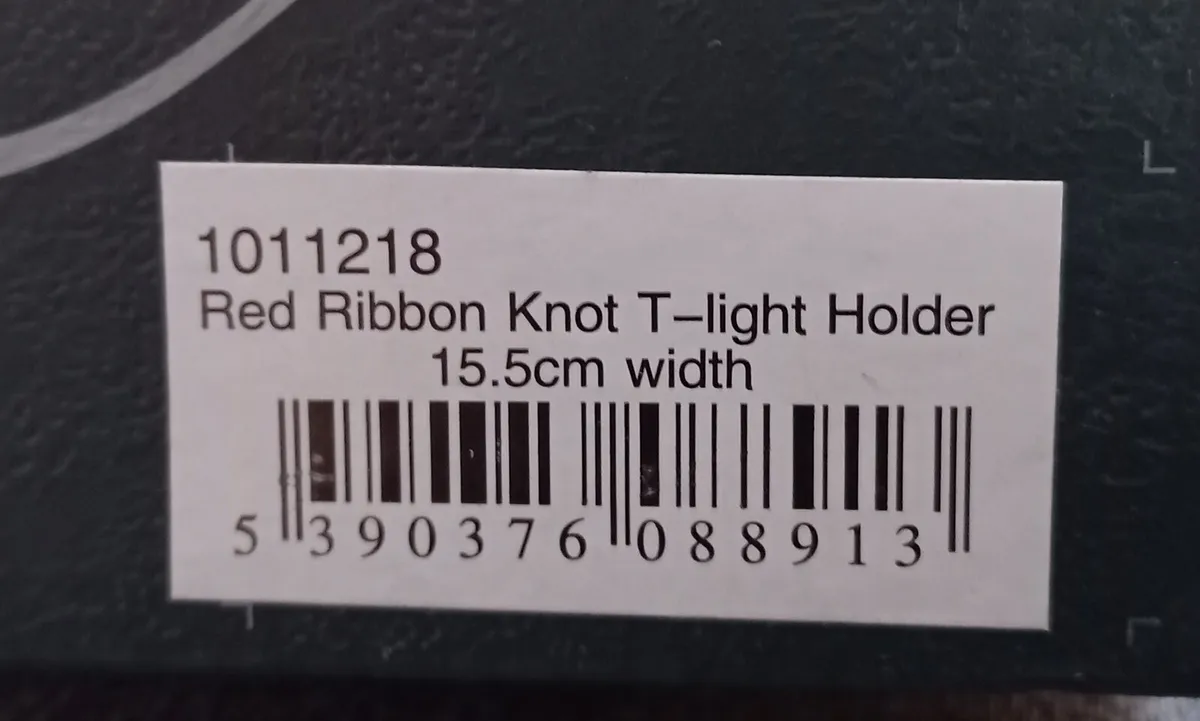 1011218
Red Ribbon Knot T-light Holder
15.5cm width
5 390376 088913